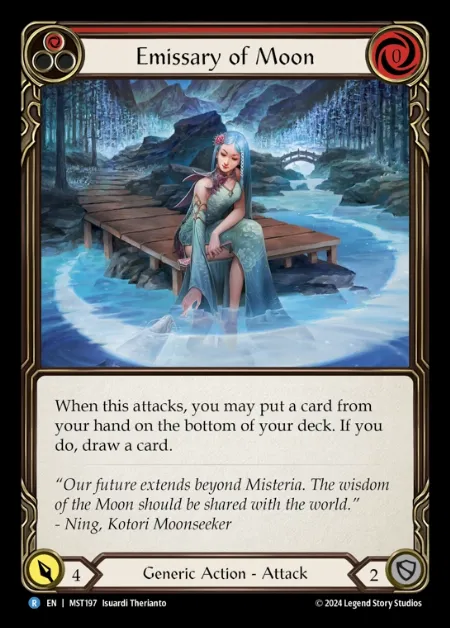 Emissary of Moon
0
When this attacks, you may put a card from
your hand on the bottom of your deck. If you
do, draw a card.
“Our future extends beyond Misteria. The wisdom
of the Moon should be shared with the world.”
- Ning, Kotori Moonseeker
4
Generic Action - Attack
2
R EN | MST197 Isuardi Therianto
© 2024 Legend Story Studios